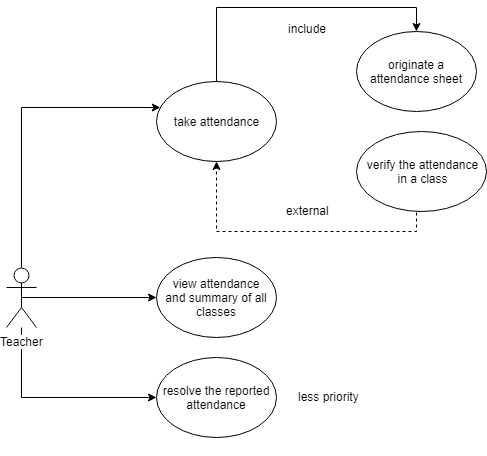 include
originate a
attendance sheet
take attendance
verify the attendance
in a class
external
view attendance
and summary of all
classes
Teacher
resolve the reported
attendance
less priority